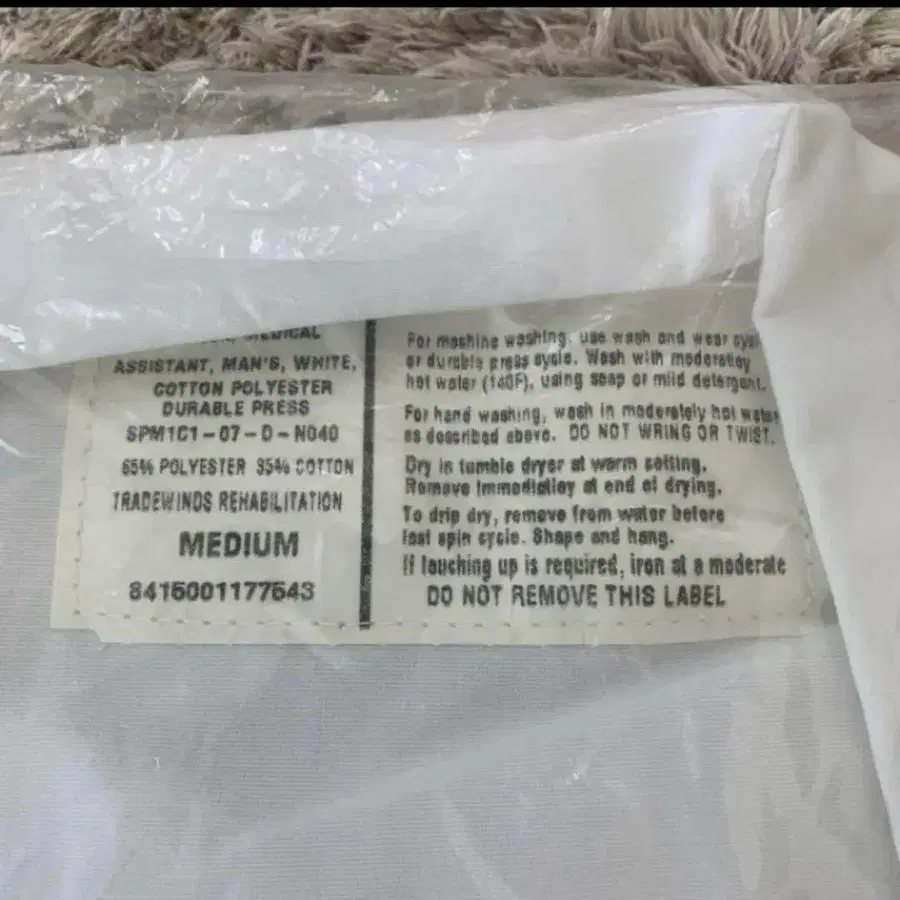 MEDICAL
ASSISTANT, MAN'S, WHITE,
COTTON POLYESTER
DURABLE PRESS
SPM1C1-07-D-N040
65% POLYESTER 35% COTTON
TRADEWINDS REHABILITATION
MEDIUM
8415001177543
For machine washing, use wash and wear
or durable press cycle. Wash with moderatley
hot water (140F), using soap or mild detergent.
For hand washing, wash in moderately hot water
as described above. DO NOT WRING OR TWIST.
Dry in tumble dryer at warm setting.
Remove immediatley at end of drying.
To drip dry, remove from water before
last spin cycle. Shape and hang.
If touching up is required, iron at a moderate
DO NOT REMOVE THIS LABEL